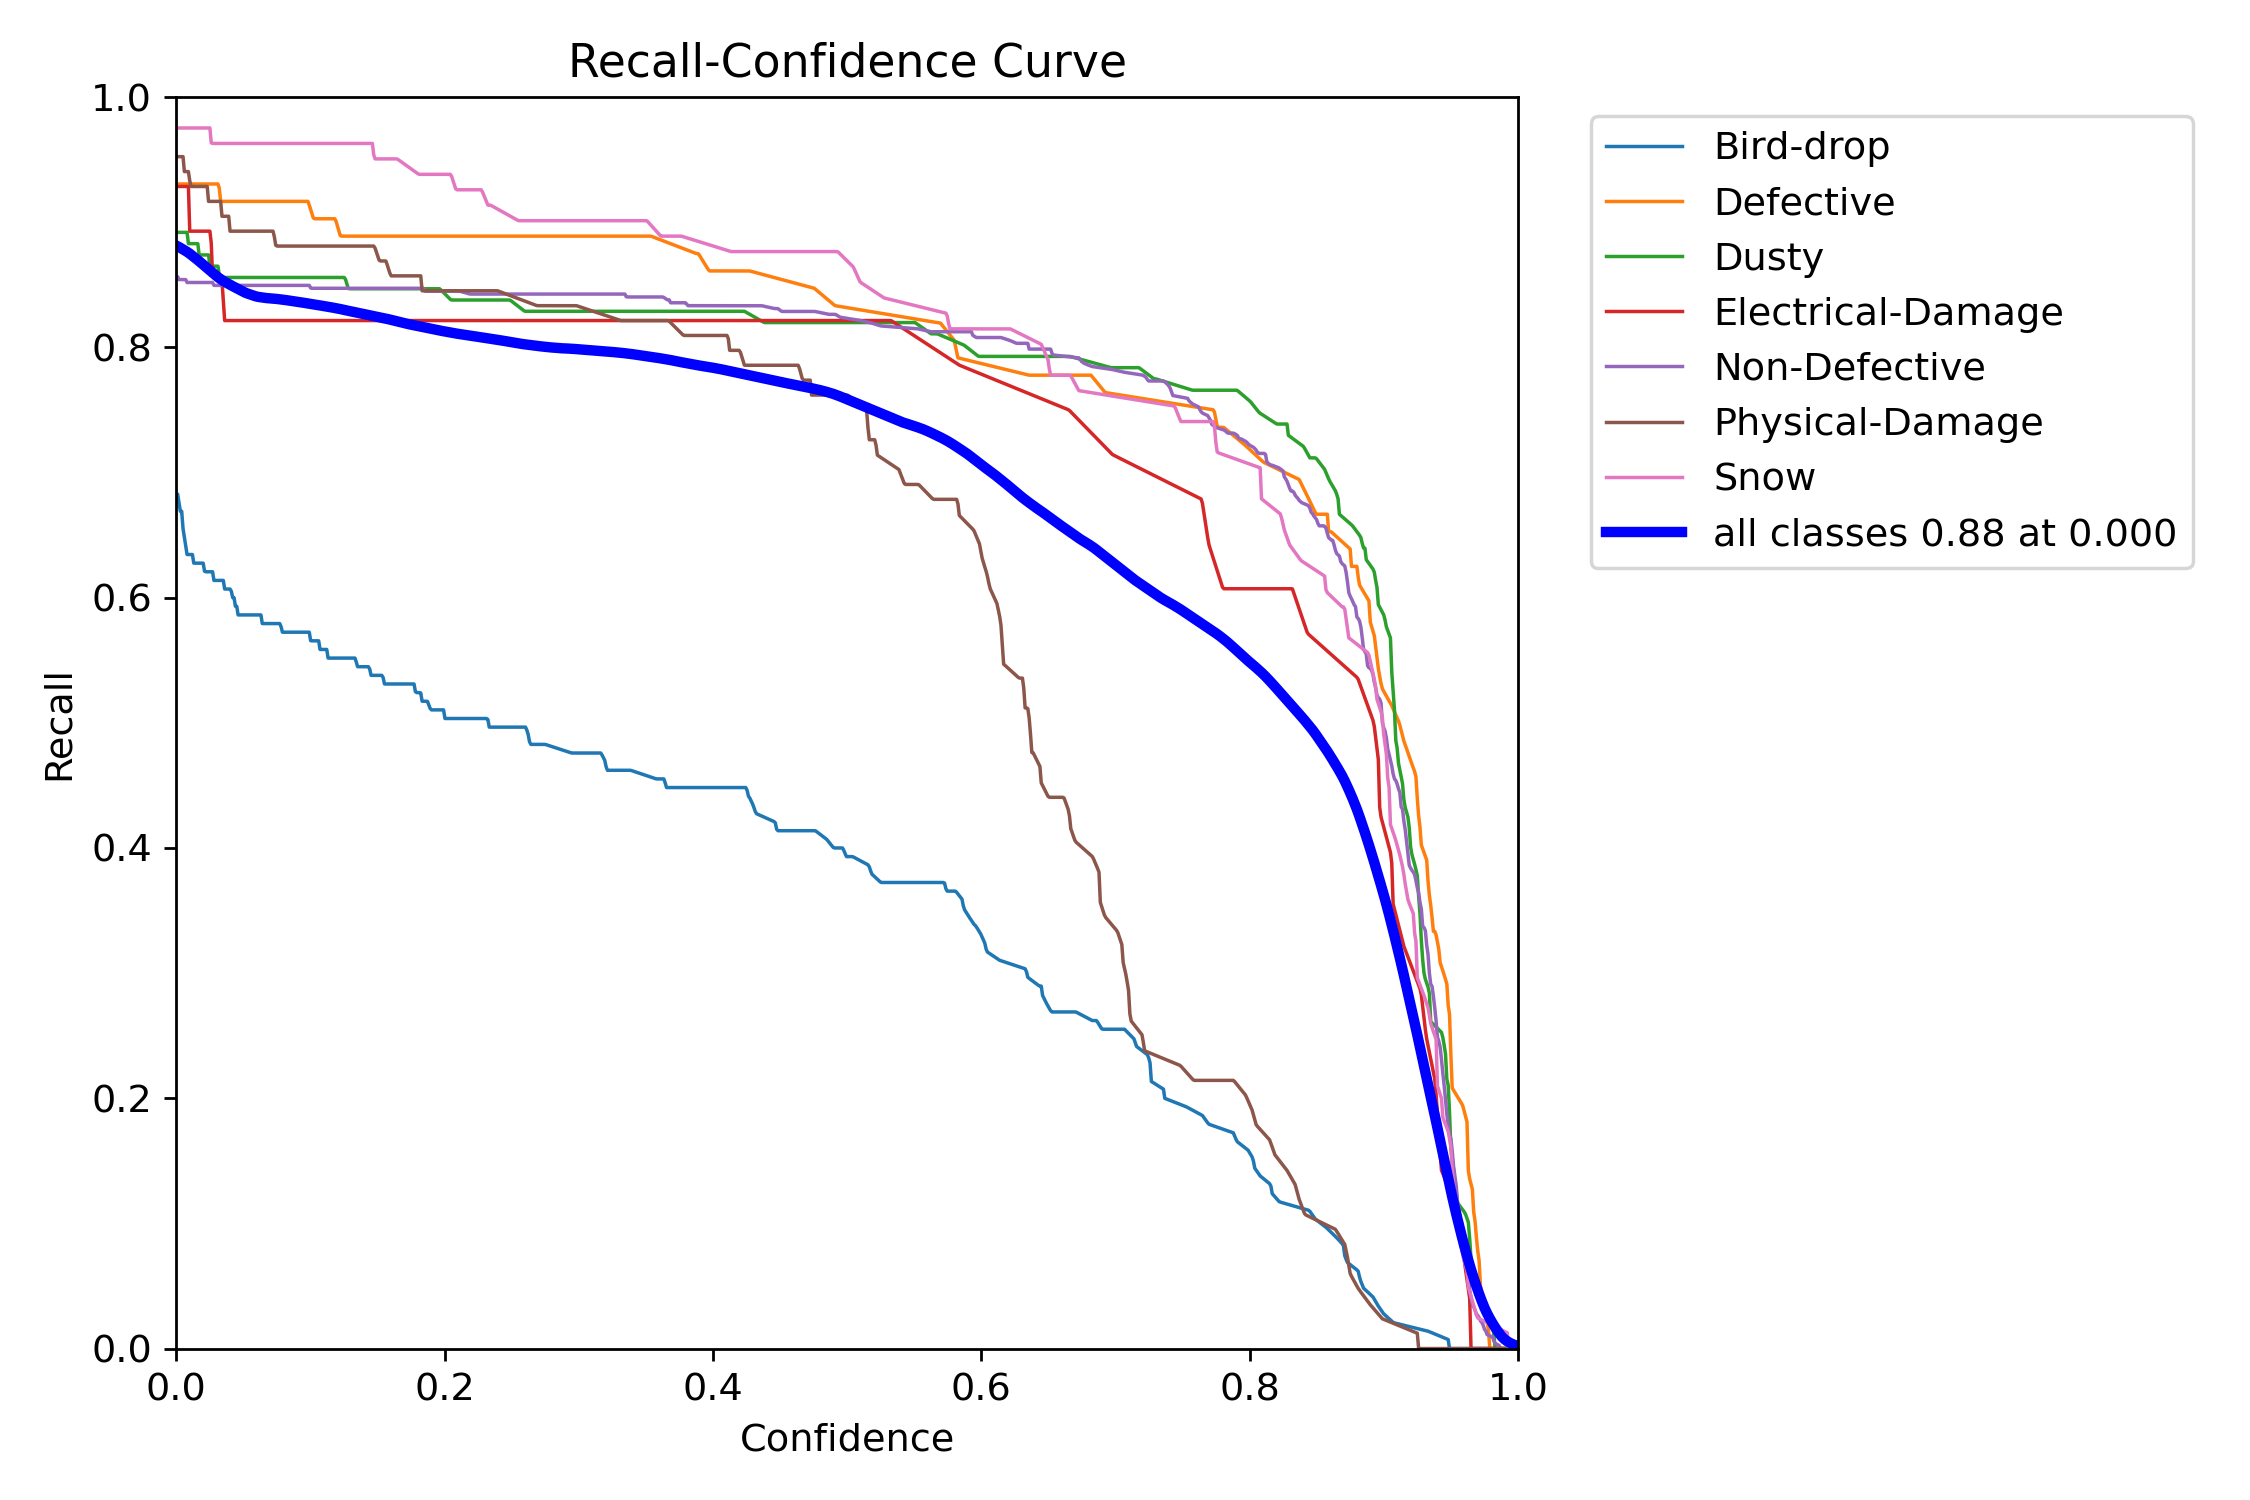 Recall-Confidence Curve
1.0
0.8
0.6
0.4
0.2
0.0
Recall
0.0 0.2 0.4 0.6 0.8 1.0
Confidence
Bird-drop
Defective
Dusty
Electrical-Damage
Non-Defective
Physical-Damage
Snow
all classes 0.88 at 0.000